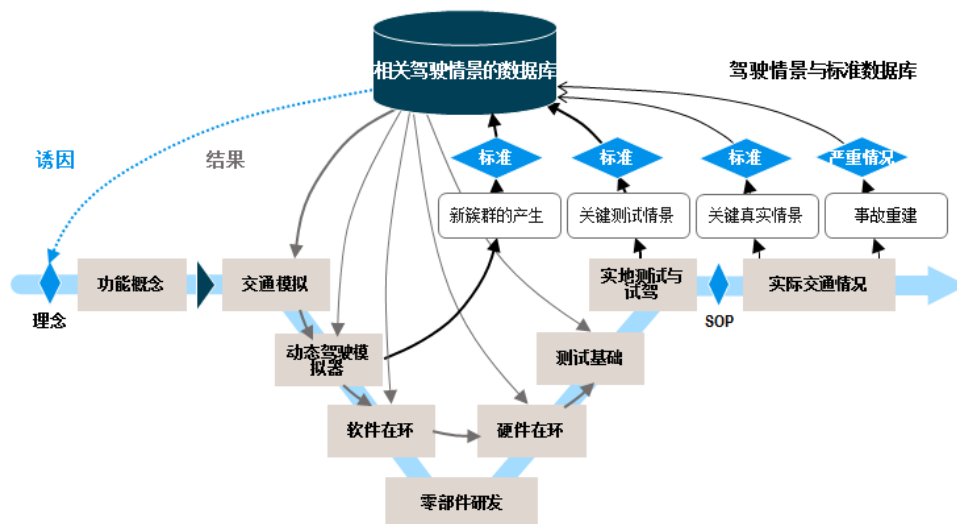 相关驾驶情景的数据库
驾驶情景与标准数据库
诱因
结果
标准
标准
标准
严重情况
新簇群的产生
关键测试情景
关键真实情景
事故重建
功能概念
交通模拟
实地测试与
试驾
实际交通情况
理念
SOP
动态驾驶模
拟器
测试基础
软件在环
硬件在环
零部件研发